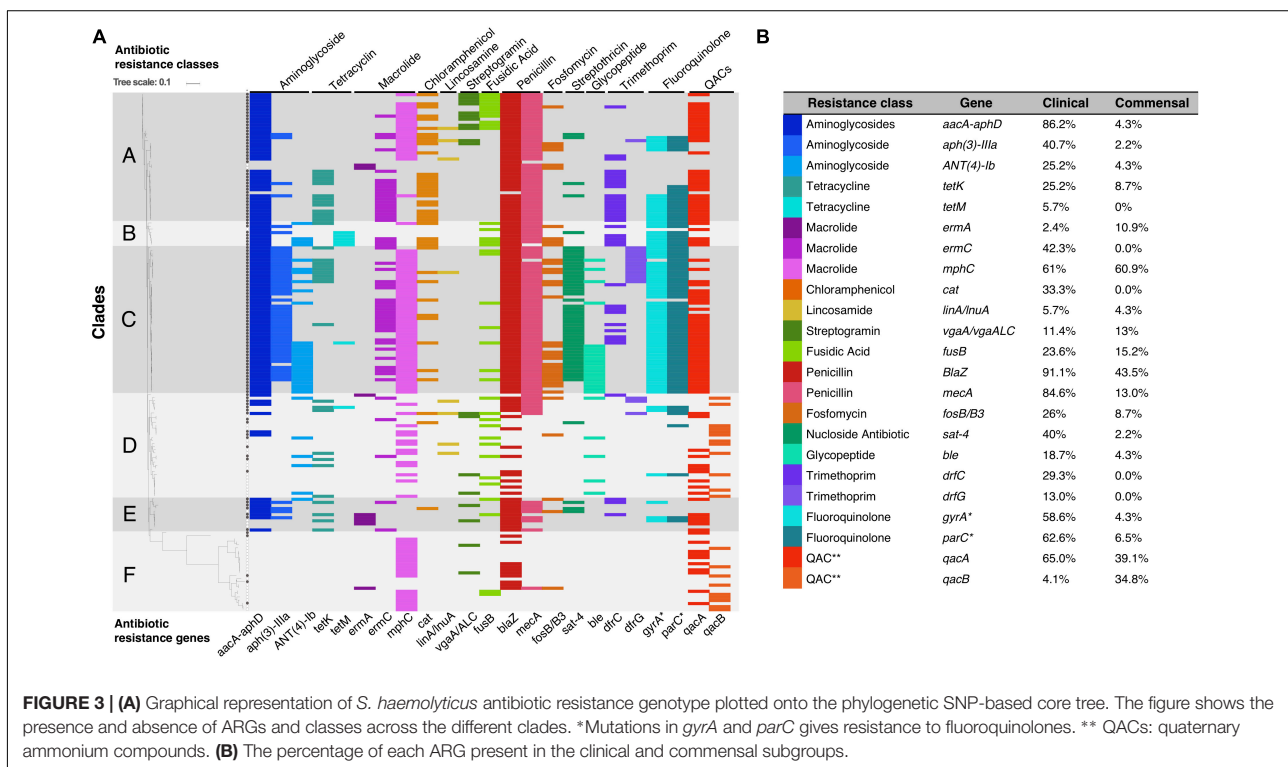 A
Antibiotic
resistance classes
Tree scale: 0.1
Aminoglycoside
Tetracyclin
Macrolide
Chloramphenicol
Lincosamine
Streptogramin
Fusidic Acid
Penicillin
Fosfomycin
Streptothricin
Glycopeptide
Trimethoprim
Fluoroquinolone
QACs
Clades
A
B
C
D
E
F
Antibiotic
resistance genes
aacA-aphD
aph(3)-IIIa
ANT(4)-Ib
tetK
tetM
ermA
ermC
mphC
cat
linA/lnuA
vgaA/ALC
fusB
blaZ
mecA
fosB/B3
sat-4
ble
dfrC
dfrG
gyrA*
parC*
qacA
qacB
B
Resistance class Gene Clinical Commensal
Aminoglycosides aacA-aphD 86.2% 4.3%
Aminoglycoside aph(3)-IIIa 40.7% 2.2%
Aminoglycoside ANT(4)-Ib 25.2% 4.3%
Tetracycline tetK 25.2% 8.7%
Tetracycline tetM 5.7% 0%
Macrolide ermA 2.4% 10.9%
Macrolide ermC 42.3% 0.0%
Macrolide mphC 61% 60.9%
Chloramphenicol cat 33.3% 0.0%
Lincosamide linA/lnuA 5.7% 4.3%
Streptogramin vgaA/vgaALC 11.4% 13%
Fusidic Acid fusB 23.6% 15.2%
Penicillin BlaZ 91.1% 43.5%
Penicillin mecA 84.6% 13.0%
Fosfomycin fosB/B3 26% 8.7%
Nucloside Antibiotic sat-4 40% 2.2%
Glycopeptide ble 18.7% 4.3%
Trimethoprim drfC 29.3% 0.0%
Trimethoprim drfG 13.0% 0.0%
Fluoroquinolone gyrA* 58.6% 4.3%
Fluoroquinolone parC* 62.6% 6.5%
QAC** qacA 65.0% 39.1%
QAC** qacB 4.1% 34.8%
FIGURE 3 | (A) Graphical representation of S. haemolyticus antibiotic resistance genotype plotted onto the phylogenetic SNP-based core tree. The figure shows the
presence and absence of ARGs and classes across the different clades. *Mutations in gyrA and parC gives resistance to fluoroquinolones. ** QACs: quaternary
ammonium compounds. (B) The percentage of each ARG present in the clinical and commensal subgroups.